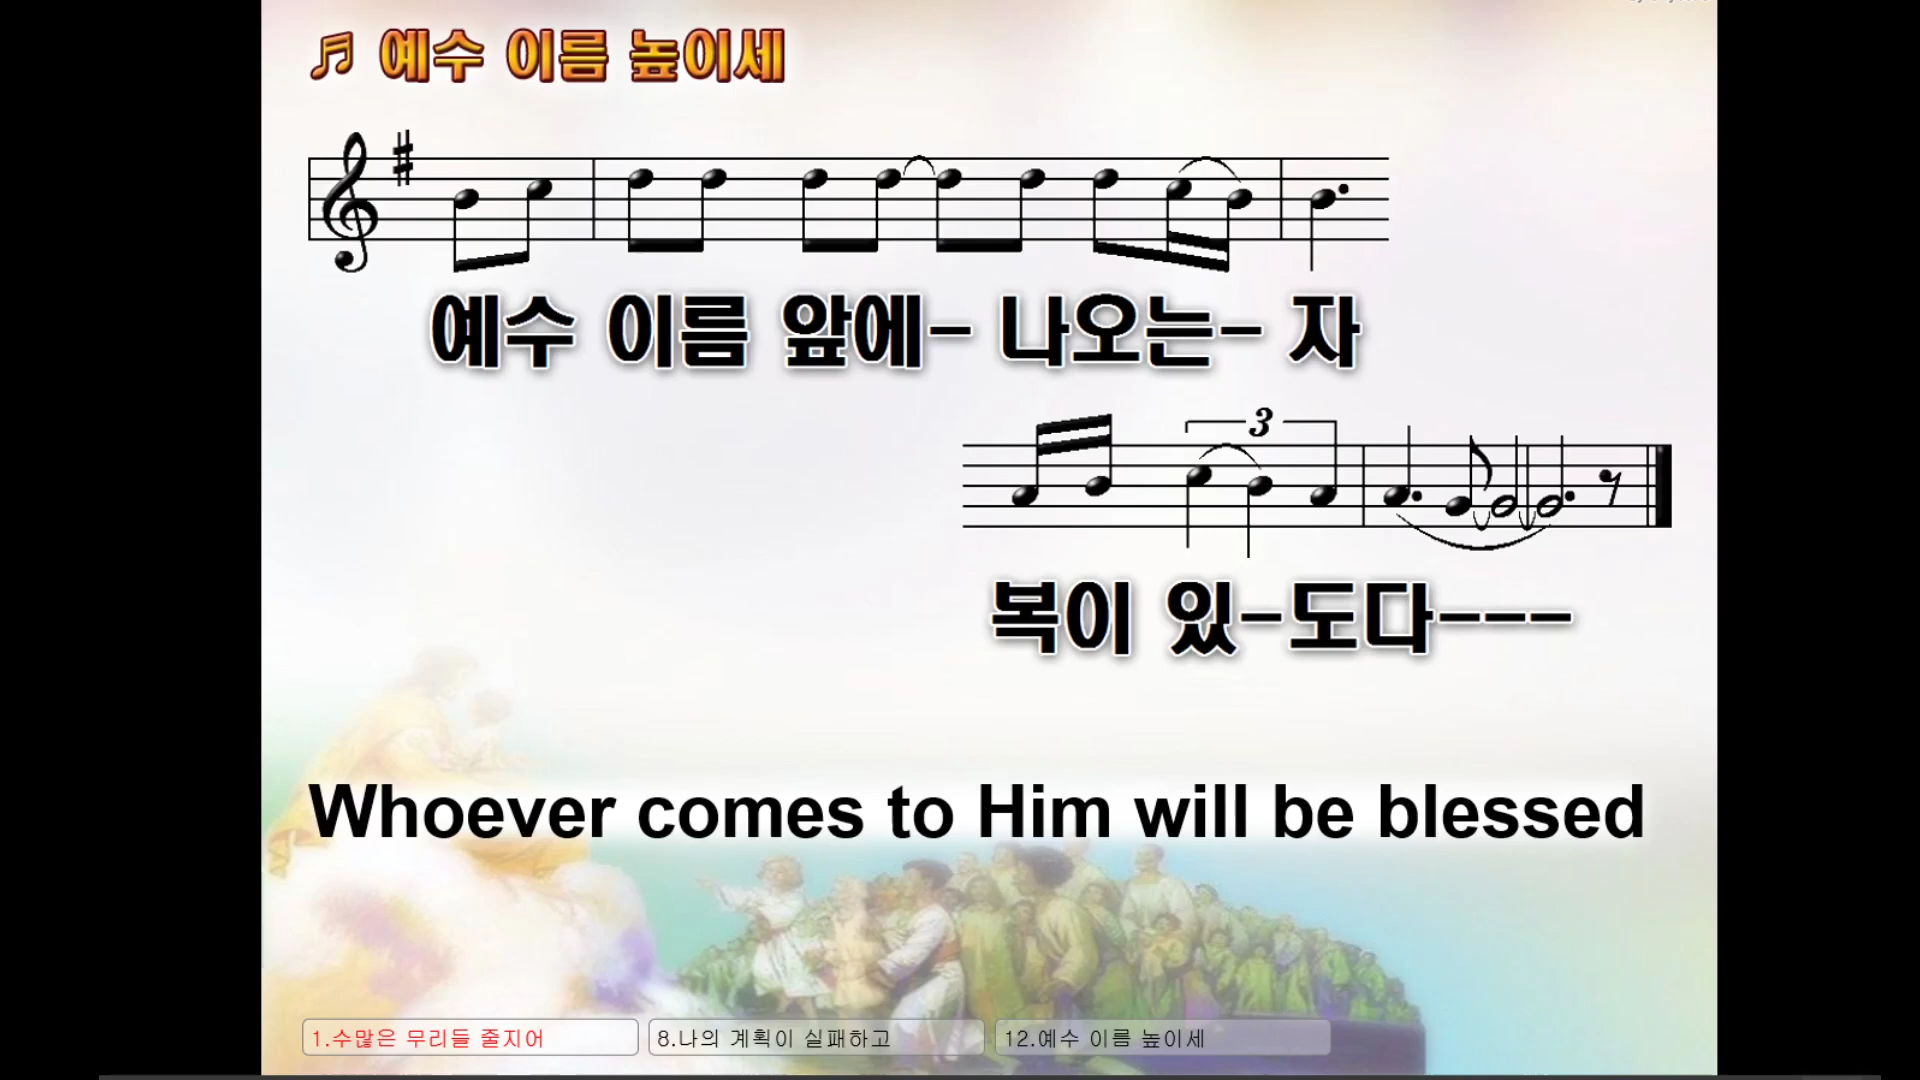 ♬ 예수 이름 높이세
예수 이름 앞에- 나오는- 자
3
복이 있-도다---
Whoever comes to Him will be blessed
1.수많은 무리들 줄지어
8.나의 계획이 실패하고
12.예수 이름 높이세